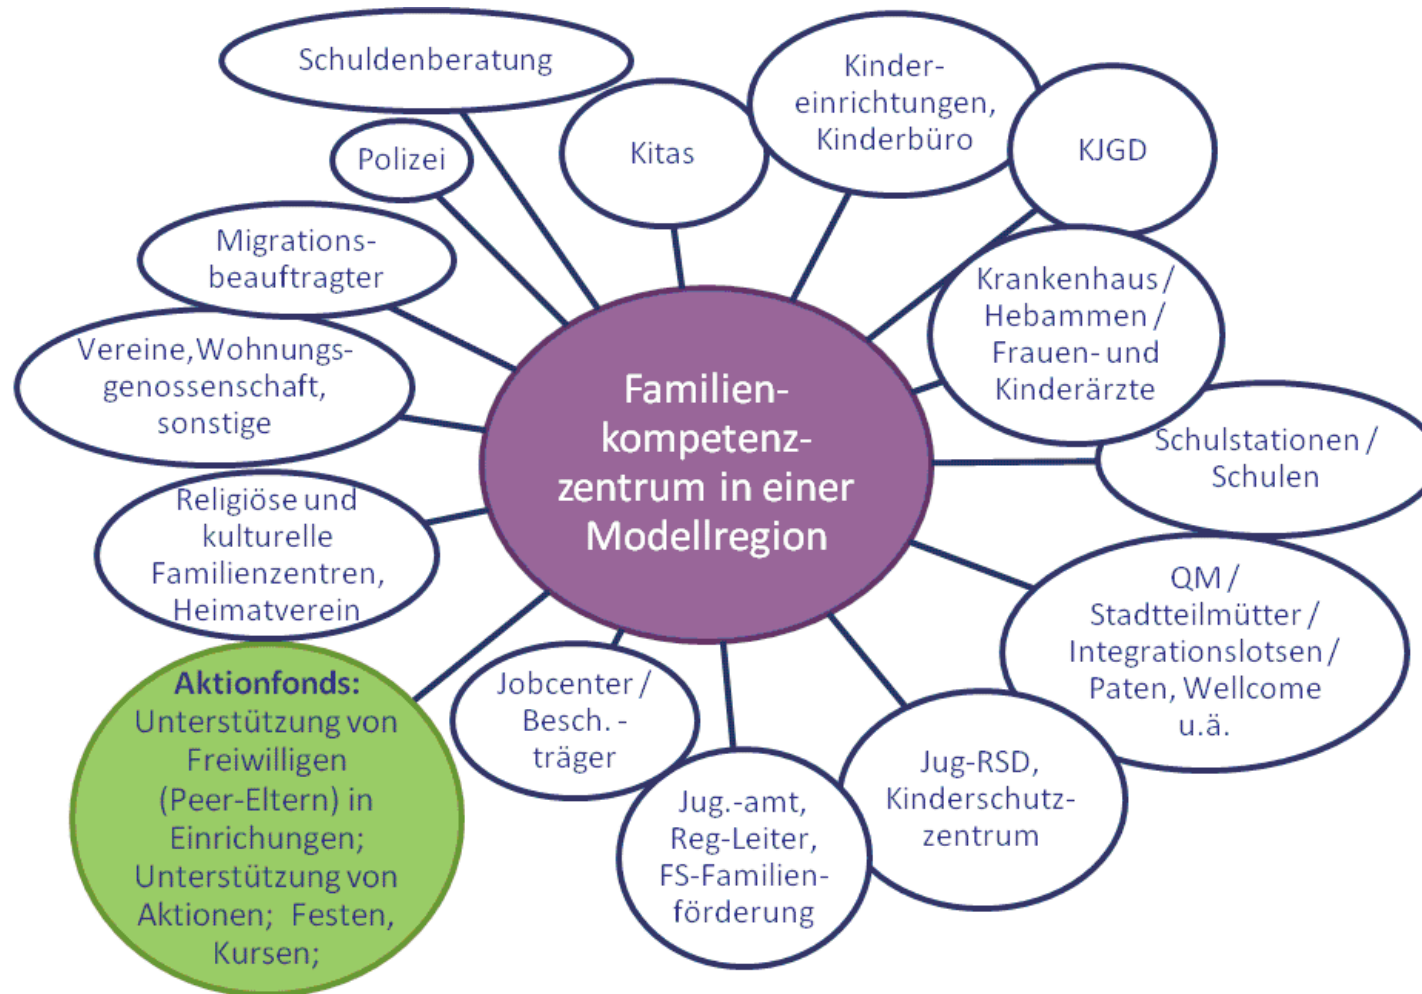 Schuldenberatung
Polizei
Migrations-
beauftragter
Vereine, Wohnungs-
genossenschaft,
sonstige
Religiöse und
kulturelle
Familienzentren,
Heimatverein
Aktionfonds:
Unterstützung von
Freiwilligen
(Peer-Eltern) in
Einrichungen;
Unterstützung von
Aktionen; Festen,
Kursen;
Kitas
Kinder-
einrichtungen,
Kinderbüro
KJGD
Krankenhaus /
Hebammen /
Frauen- und
Kinderärzte
Schulstationen /
Schulen
QM /
Stadtteilmütter /
Integrationslotsen /
Paten, Wellcome
u.ä.
Jug-RSD,
Kinderschutz-
zentrum
Jug.-amt,
Reg-Leiter,
FS-Familien-
förderung
Jobcenter /
Besch. -
träger
Familien-
kompetenz-
zentrum in einer
Modellregion